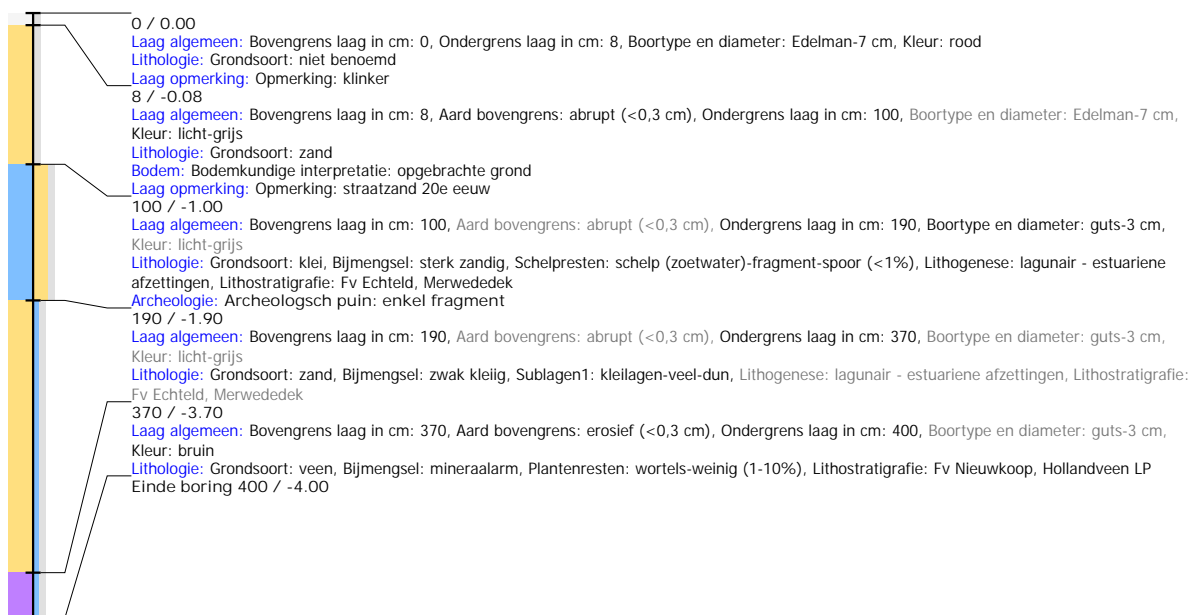 0 / 0.00
Laag algemeen: Bovengrens laag in cm: 0, Ondergrens laag in cm: 8, Boortype en diameter: Edelman-7 cm, Kleur: rood
Lithologie: Grondsoort: niet benoemd
Laag opmerking: Opmerking: klinker
8 / -0.08
Laag algemeen: Bovengrens laag in cm: 8, Aard bovengrens: abrupt (<0,3 cm), Ondergrens laag in cm: 100, Boortype en diameter: Edelman-7 cm,
Kleur: licht-grijs
Lithologie: Grondsoort: zand
Bodem: Bodemkundige interpretatie: opgebrachte grond
Laag opmerking: Opmerking: straatzand 20e eeuw
100 / -1.00
Laag algemeen: Bovengrens laag in cm: 100, Aard bovengrens: abrupt (<0,3 cm), Ondergrens laag in cm: 190, Boortype en diameter: guts-3 cm,
Kleur: licht-grijs
Lithologie: Grondsoort: klei, Bijmengsel: sterk zandig, Schelpresten: schelp (zoetwater)-fragment-spoor (<1%), Lithogenese: lagunair - estuariene
afzettingen, Lithostratigrafie: Fv Echteld, Merwededek
Archeologie: Archeologsch puin: enkel fragment
190 / -1.90
Laag algemeen: Bovengrens laag in cm: 190, Aard bovengrens: abrupt (<0,3 cm), Ondergrens laag in cm: 370, Boortype en diameter: guts-3 cm,
Kleur: licht-grijs
Lithologie: Grondsoort: zand, Bijmengsel: zwak kleiig, Sublagen1: kleilagen-veel-dun, Lithogenese: lagunair - estuariene afzettingen, Lithostratigrafie:
Fv Echteld, Merwededek
370 / -3.70
Laag algemeen: Bovengrens laag in cm: 370, Aard bovengrens: erosief (<0,3 cm), Ondergrens laag in cm: 400, Boortype en diameter: guts-3 cm,
Kleur: bruin
Lithologie: Grondsoort: veen, Bijmengsel: mineraalarm, Plantenresten: wortels-weinig (1-10%), Lithostratigrafie: Fv Nieuwkoop, Hollandveen LP
Einde boring 400 / -4.00